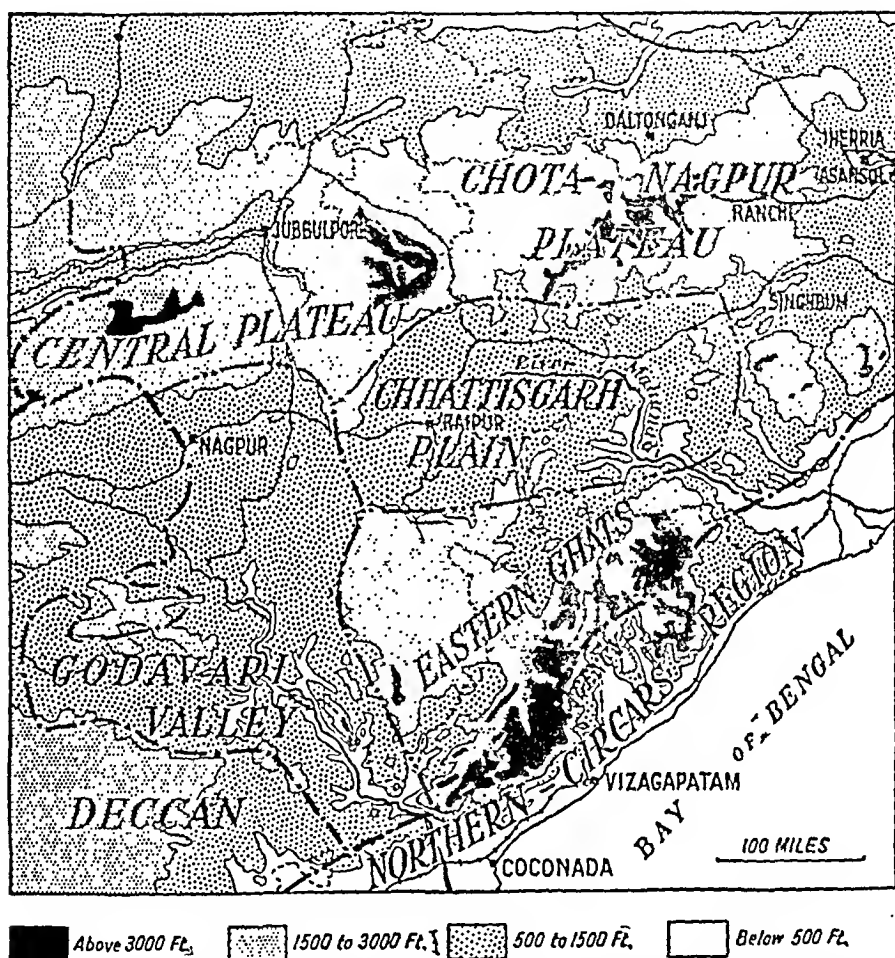 DALTONGANJ
JHERRIA
ASANSOL
CHOTA NAGPUR
RANCHI
PLATEAU
JUBBULPOR
SINGHBUM
CENTRAL PLATEAU
CHHATTISGARH
RAIPUR
PLAIN
NAGPUR
EASTERN GHATS
GODAVARI
VALLEY
NORTHERN-CIRCARS REGION
BAY OF BENGAL
VIZAGAPATAM
DECCAN
COCONADA
100 MILES
Above 3000 Ft.
1500 to 3000 Ft.
500 to 1500 Ft.
Below 500 Ft.